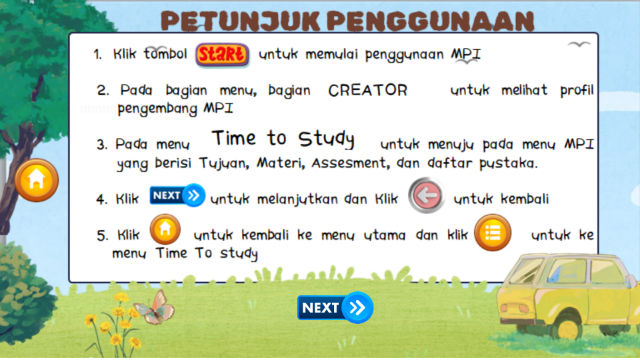 PETUNJUK PENGGUNAAN
1. Klik tombol START untuk memulai penggunaan MPI
2. Pada bagian menu, bagian CREATOR untuk melihat profil
pengembang MPI
3. Pada menu Time to Study untuk menuju pada menu MPI
yang berisi Tujuan, Materi, Assesment, dan daftar pustaka.
4. Klik NEXT untuk melanjutkan dan Klik untuk kembali
5. Klik untuk kembali ke menu utama dan klik untuk ke
menu Time To study
NEXT